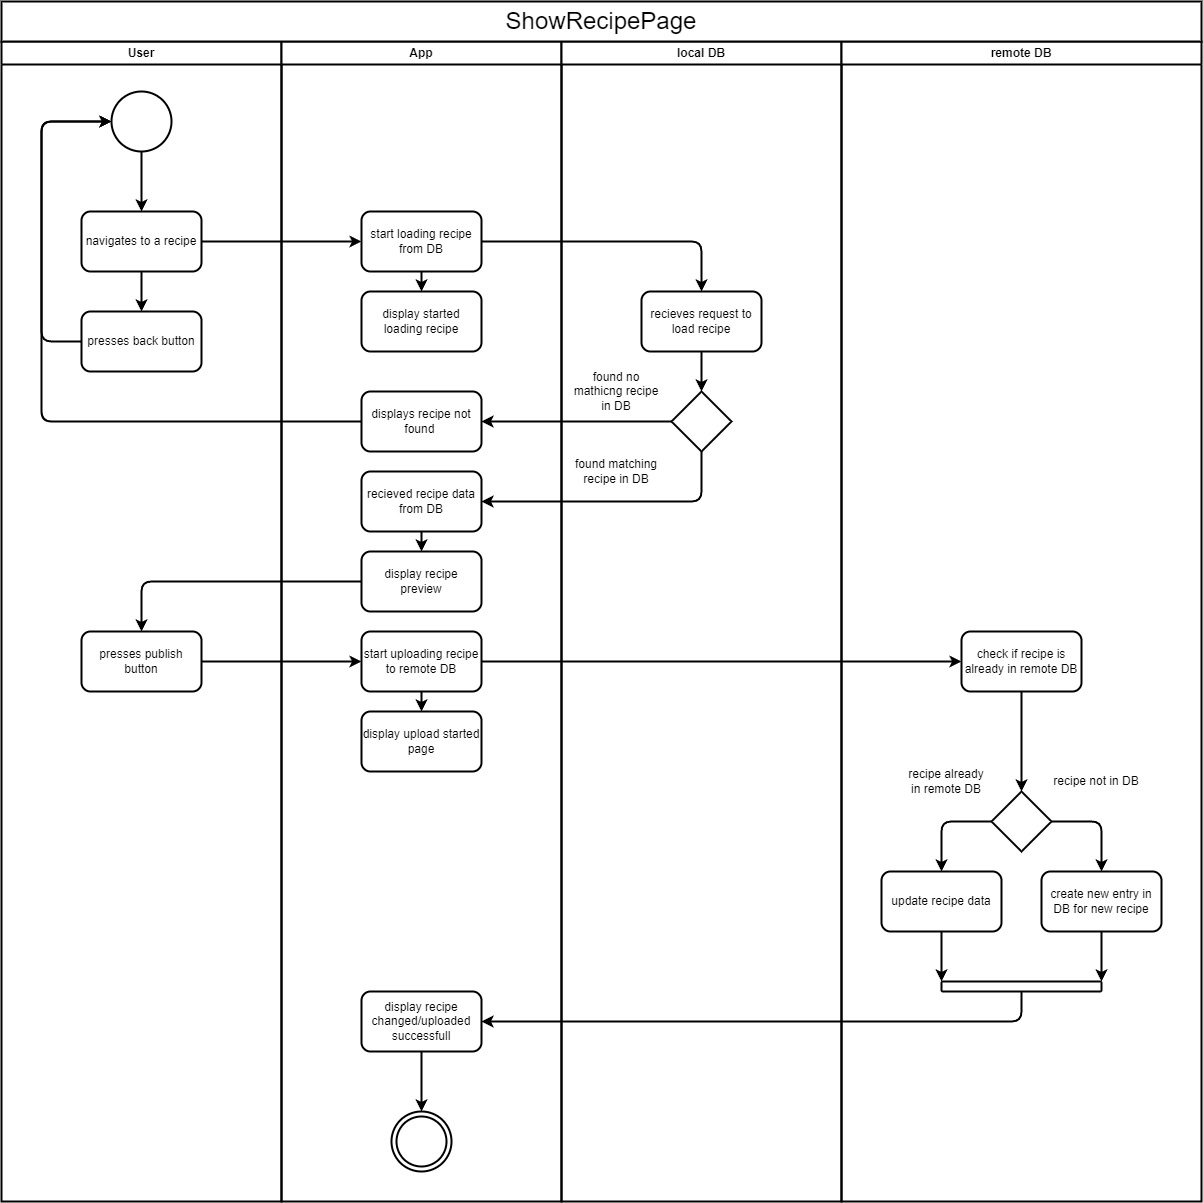 ShowRecipePage
User
App
local DB
remote DB
navigates to a recipe
start loading recipe
from DB
presses back button
display started
loading recipe
recieves request to
load recipe
found no
mathicng recipe
in DB
displays recipe not
found
found matching
recipe in DB
recieved recipe data
from DB
display recipe
preview
presses publish
button
start uploading recipe
to remote DB
check if recipe is
already in remote DB
display upload started
page
recipe already
in remote DB
recipe not in DB
update recipe data
create new entry in
DB for new recipe
display recipe
changed/uploaded
successfull